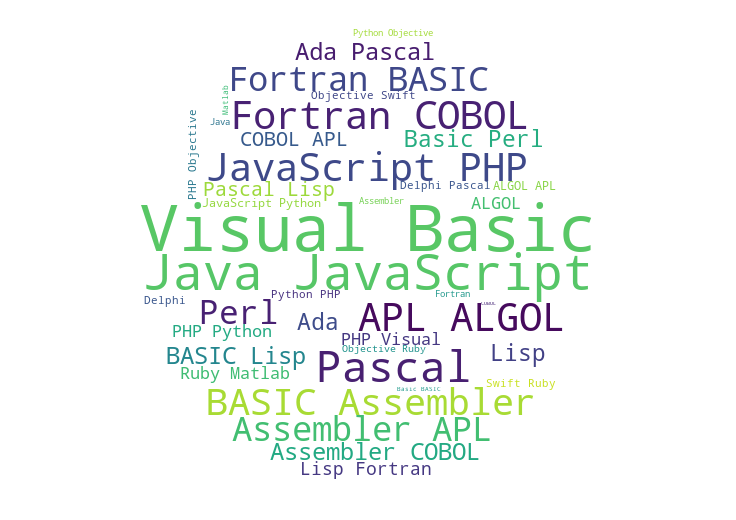 Python Objective
Ada Pascal
Fortran BASIC
Matlab
Objective Swift
Fortran COBOL
Java
PHP Objective
COBOL APL
Basic Perl
JavaScript PHP
Pascal Lisp
Delphi Pascal
ALGOL APL
JavaScript Python
Assembler
ALGOL
Visual Basic
Java JavaScript
Delphi
Python PHP
Fortran
Perl
Ada
APL ALGOL
PHP Python
PHP Visual
Objective Ruby
BASIC Lisp
Lisp
Pascal
Ruby Matlab
Swift Ruby
Basic BASIC
BASIC Assembler
Assembler APL
Assembler COBOL
Lisp Fortran